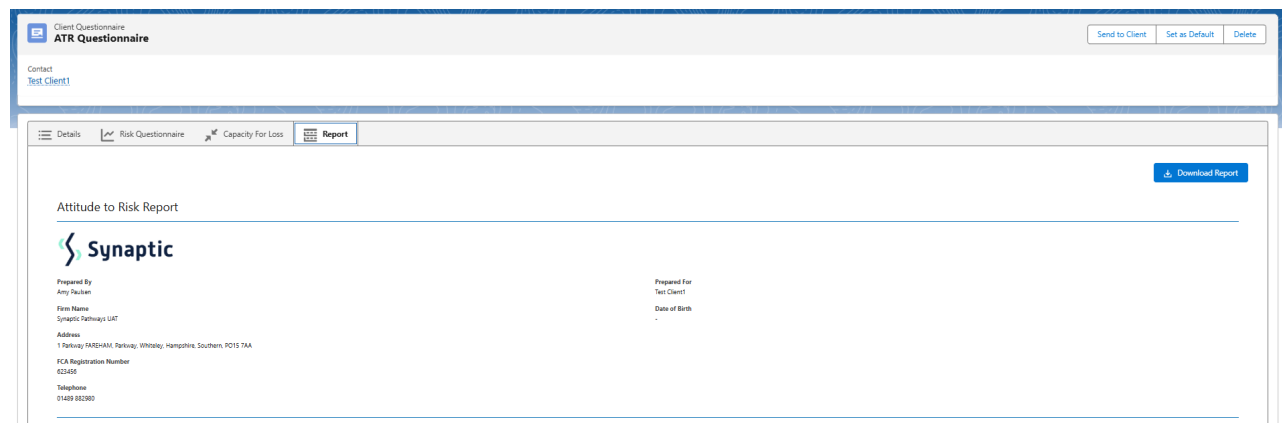 Client Questionnaire
ATR Questionnaire
Send to Client
Set as Default
Delete
Contact
Test Client1
Details
Risk Questionnaire
Capacity For Loss
Report
Download Report
Attitude to Risk Report
Synaptic
Prepared By
Amy Paulsen
Prepared For
Test Client1
Firm Name
Synaptic Pathways UAT
Date of Birth
-
Address
1 Parkway FAREHAM, Parkway, Whiteley, Hampshire, Southern, PO15 7AA
FCA Registration Number
623456
Telephone
01489 882980